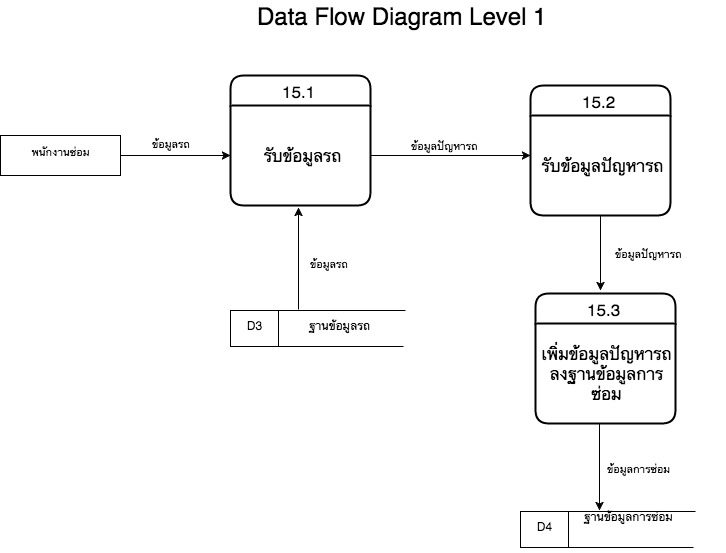 Data Flow Diagram Level 1
15.1
รับข้อมูลรถ
15.2
รับข้อมูลปัญหารถ
พนักงานซ่อม
ข้อมูลรถ
ข้อมูลปัญหารถ
ข้อมูลรถ
ข้อมูลปัญหารถ
D3
ฐานข้อมูลรถ
15.3
เพิ่มข้อมูลปัญหารถ
ลงฐานข้อมูลการ
ซ่อม
ข้อมูลการซ่อม
D4
ฐานข้อมูลการซ่อม